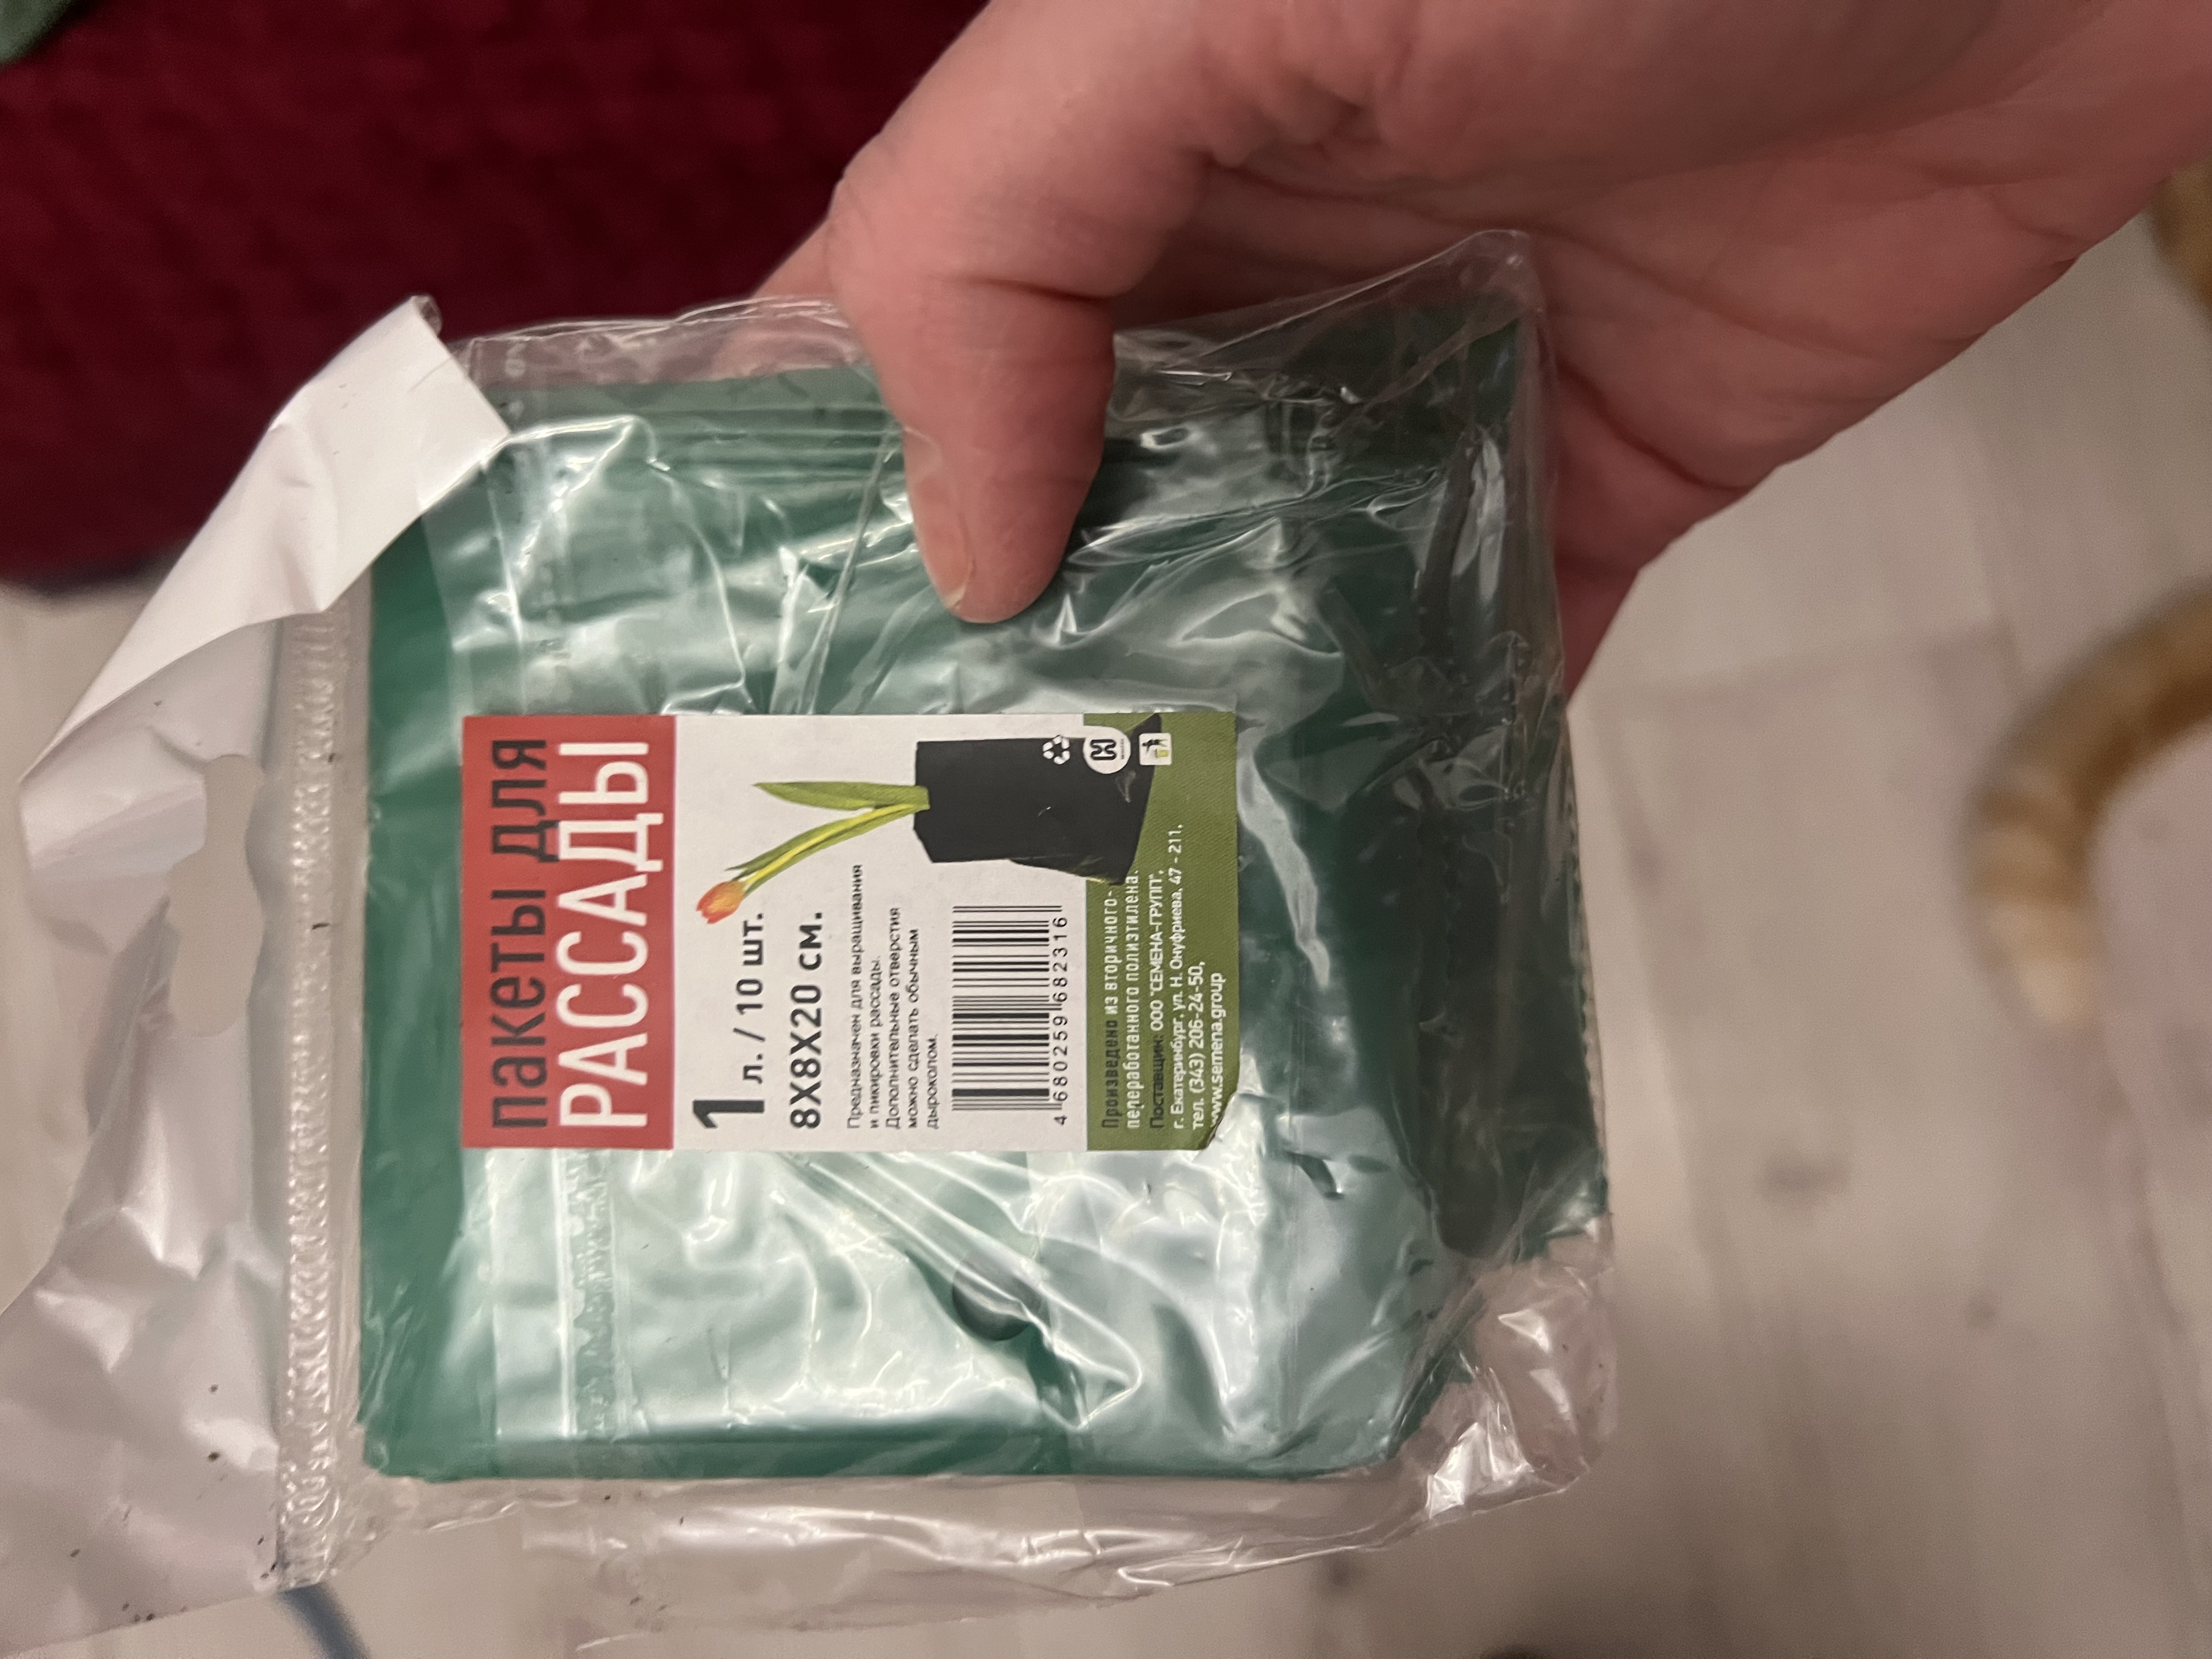 пакеты для
РАССАДЫ
1 л. / 10 шт.
8X8X20 см.
Предназначен для выращивания
и пикировки рассады.
Дополнительные отверстия
можно сделать обычным
дыроколом.
4 680259 682316
Произведено из вторичного-
переработанного полиэтилена.
Поставщик: ООО "СЕМЕНА-ГРУПП",
г. Екатеринбург, ул. Н. Онуфриева, 47 - 211,
тел. (343) 206-24-50,
www.semena.group